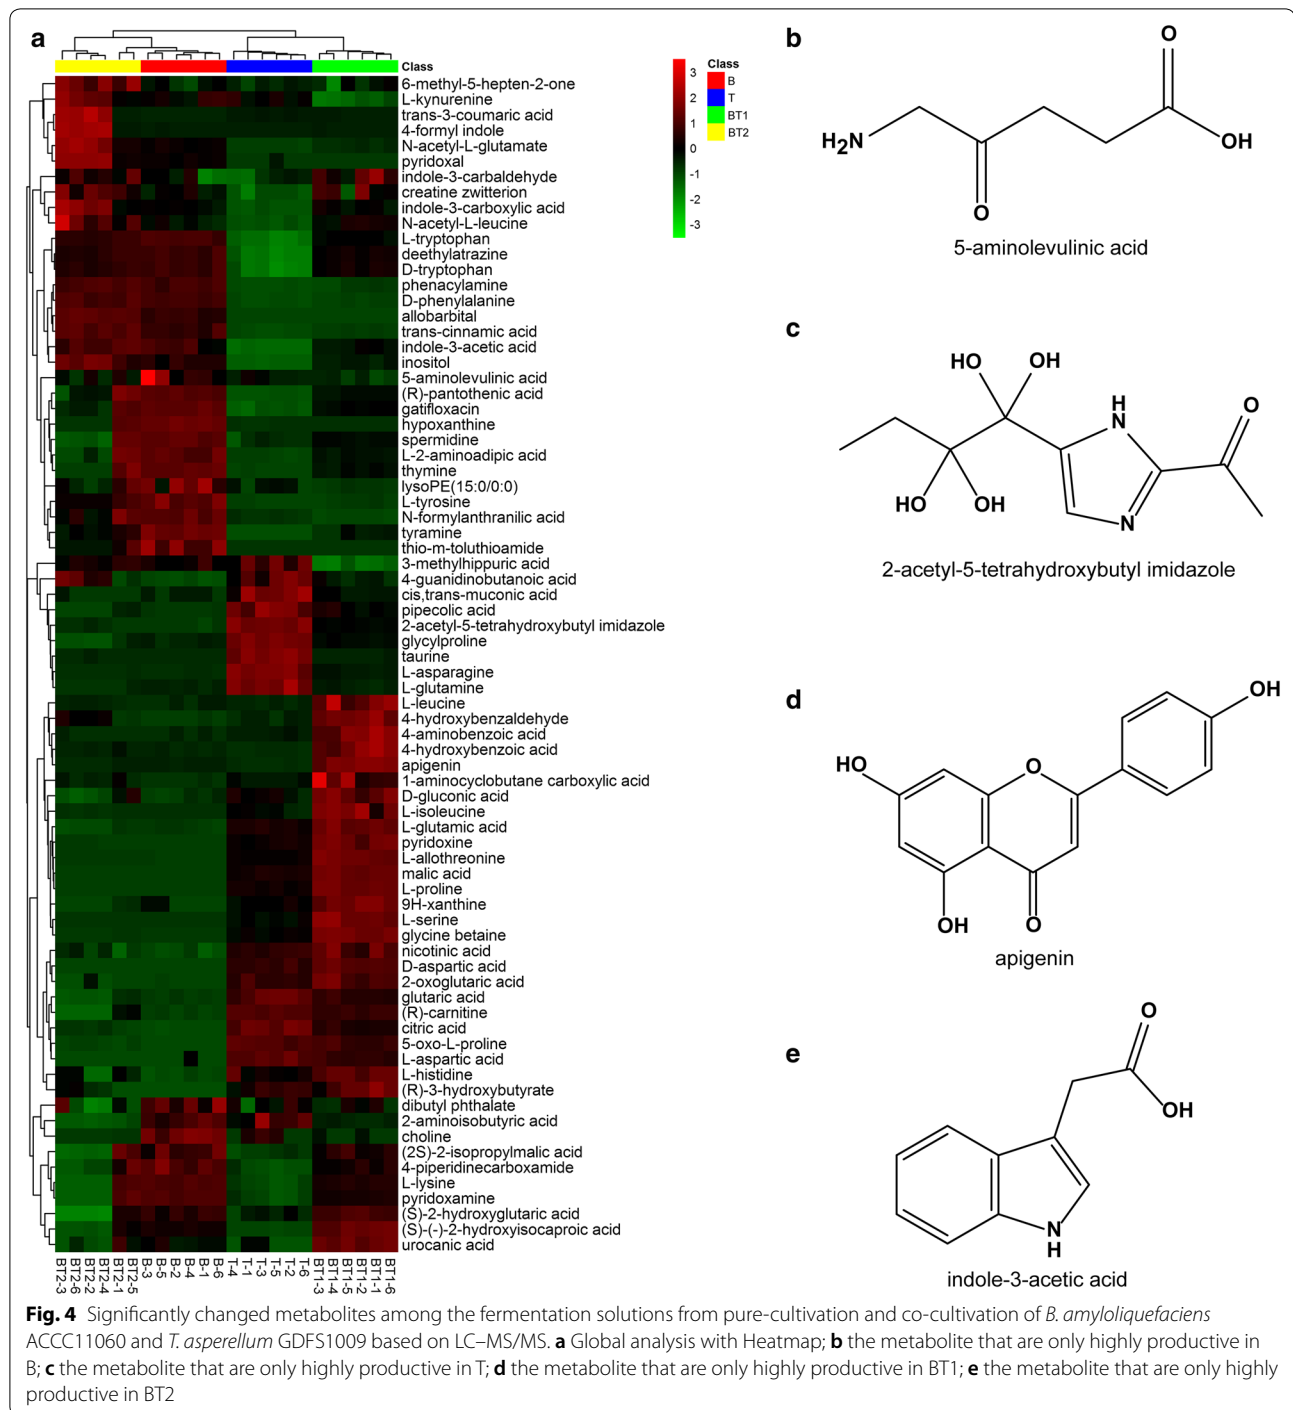 a
Class
6-methyl-5-hepten-2-one
L-kynurenine
trans-3-coumaric acid
4-formyl indole
N-acetyl-L-glutamate
pyridoxal
indole-3-carbaldehyde
creatine zwitterion
indole-3-carboxylic acid
N-acetyl-L-leucine
L-tryptophan
deethylatrazine
D-tryptophan
phenacylamine
D-phenylalanine
allobarbital
trans-cinnamic acid
indole-3-acetic acid
inositol
5-aminolevulinic acid
(R)-pantothenic acid
gatifloxacin
hypoxanthine
spermidine
L-2-aminoadipic acid
thymine
lysoPE(15:0/0:0)
L-tyrosine
N-formylanthranilic acid
tyramine
thio-m-toluthioamide
3-methylhippuric acid
4-guanidinobutanoic acid
cis,trans-muconic acid
pipecolic acid
2-acetyl-5-tetrahydroxybutyl imidazole
glycylproline
taurine
L-asparagine
L-glutamine
L-leucine
4-hydroxybenzaldehyde
4-aminobenzoic acid
4-hydroxybenzoic acid
apigenin
1-aminocyclobutane carboxylic acid
D-gluconic acid
L-isoleucine
L-glutamic acid
pyridoxine
L-allothreonine
malic acid
L-proline
9H-xanthine
L-serine
glycine betaine
nicotinic acid
D-aspartic acid
2-oxoglutaric acid
glutaric acid
(R)-carnitine
citric acid
5-oxo-L-proline
L-aspartic acid
L-histidine
(R)-3-hydroxybutyrate
dibutyl phthalate
2-aminoisobutyric acid
choline
(2S)-2-isopropylmalic acid
4-piperidinecarboxamide
L-lysine
pyridoxamine
(S)-2-hydroxyglutaric acid
(S)-(-)-2-hydroxyisocaproic acid
urocanic acid
BT2-3
BT2-6
BT2-2
BT2-4
BT2-1
BT2-5
B-3
B-5
B-2
B-4
B-1
B-6
T-4
T-1
T-3
T-5
T-2
T-6
BT1-3
BT1-4
BT1-5
BT1-2
BT1-1
BT1-6
3
2
1
0
-1
-2
-3
Class
B
T
BT1
BT2
b
O
H2N
OH
O
5-aminolevulinic acid
c
HO OH
H
N
O
HO OH
N
2-acetyl-5-tetrahydroxybutyl imidazole
d
OH
HO
O
OH
O
apigenin
e
O
OH
N
H
indole-3-acetic acid
Fig. 4 Significantly changed metabolites among the fermentation solutions from pure-cultivation and co-cultivation of B. amyloliquefaciens
ACCC11060 and T. asperellum GDFS1009 based on LC–MS/MS. a Global analysis with Heatmap; b the metabolite that are only highly productive in
B; c the metabolite that are only highly productive in T; d the metabolite that are only highly productive in BT1; e the metabolite that are only highly
productive in BT2